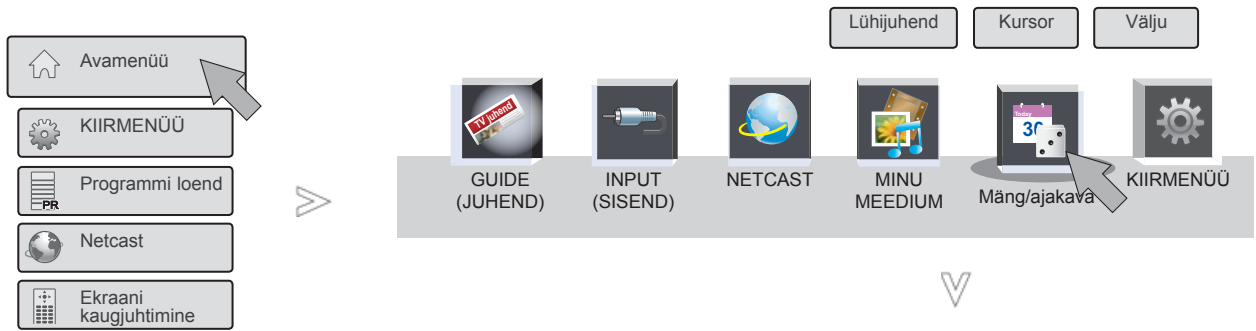 Avamenüü
KIIRMENÜÜ
Programmi loend
PR
Netcast
Ekraani
kaugjuhtimine
Lühijuhend
Kursor
Välju
TV juhend
Today
30
GUIDE
(JUHEND)
INPUT
(SISEND)
NETCAST
MINU
MEEDIUM
Mäng/ajakava
KIIRMENÜÜ